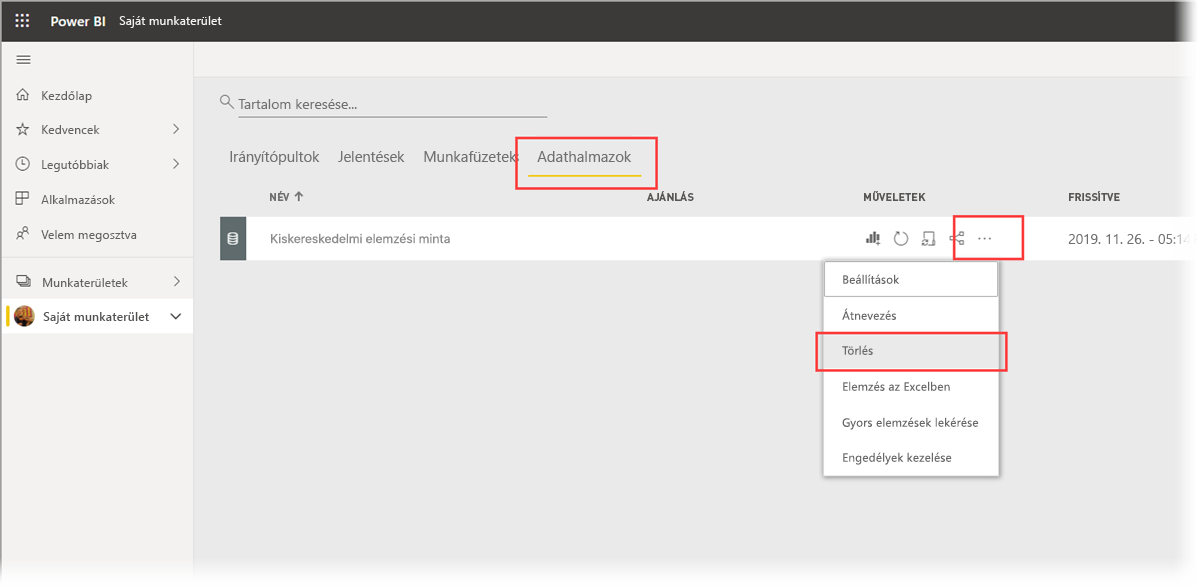 Power BI Saját munkaterület
Kezdőlap
Kedvencek
Legutóbbiak
Alkalmazások
Velem megosztva
Munkaterületek
Saját munkaterület
Tartalom keresése...
Irányítópultok Jelentések Munkafüzetek Adathalmazok
NÉV AJÁNLÁS MŰVELETEK FRISSÍTVE
Kiskereskedelmi elemzési minta 2019. 11. 26. - 05:14
Beállítások
Átnevezés
Törlés
Elemzés az Excelben
Gyors elemzések lekérése
Engedélyek kezelése